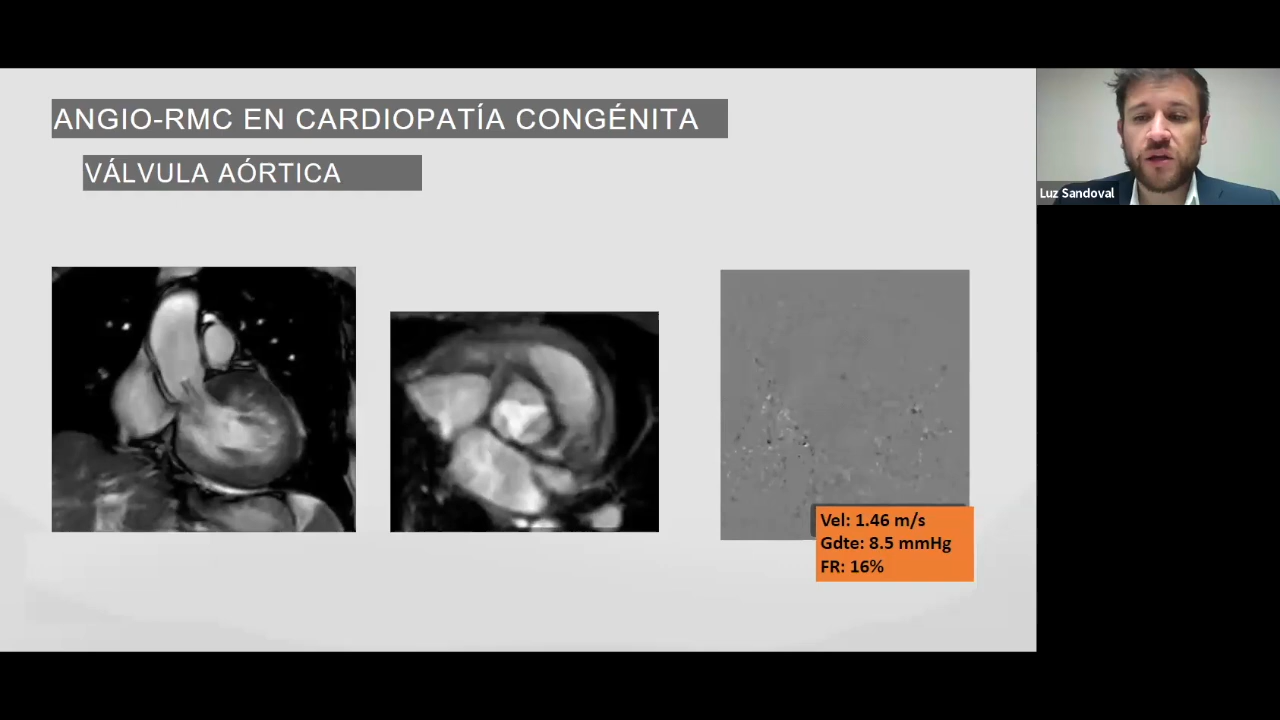 ANGIO-RMC EN CARDIOPATÍA CONGÉNITA
VÁLVULA AÓRTICA
Luz Sandoval
Vel: 1.46 m/s
Gdte: 8.5 mmHg
FR: 16%